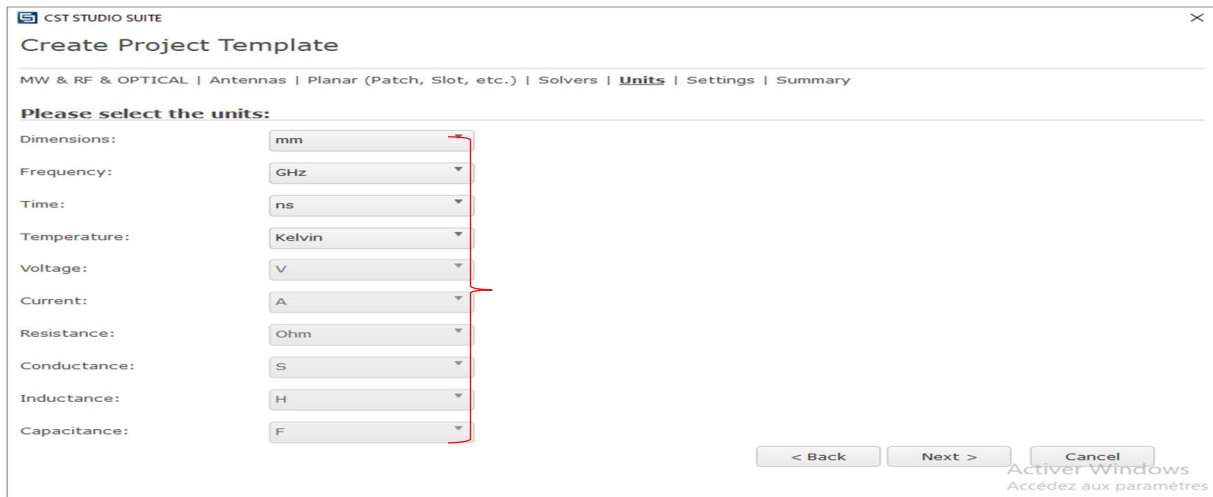 CST STUDIO SUITE
Create Project Template
MW & RF & OPTICAL | Antennas | Planar (Patch, Slot, etc.) | Solvers | Units | Settings | Summary
Please select the units:
Dimensions: mm
Frequency: GHz
Time: ns
Temperature: Kelvin
Voltage: V
Current: A
Resistance: Ohm
Conductance: S
Inductance: H
Capacitance: F
< Back Next > Cancel
Activer Windows
Accédez aux paramètres